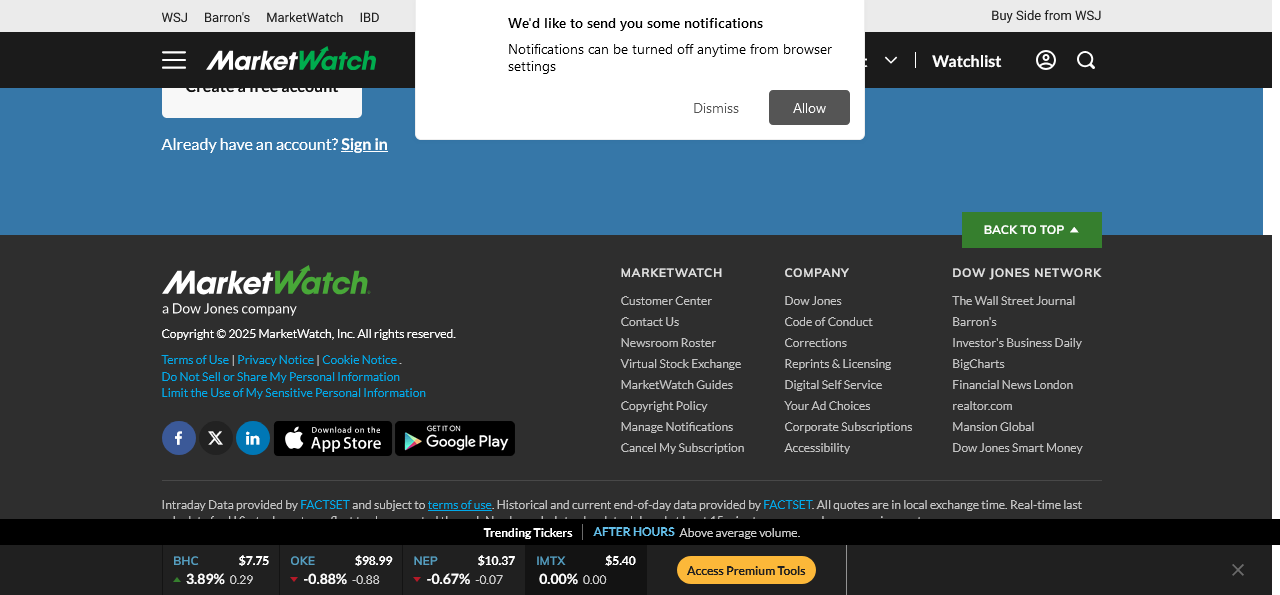 WSJ Barron's MarketWatch IBD
Buy Side from WSJ
We'd like to send you some notifications
Notifications can be turned off anytime from browser
settings
Dismiss Allow
MarketWatch
Watchlist
Create a free account
Already have an account? Sign in
BACK TO TOP
MarketWatch
a Dow Jones company
Copyright © 2025 MarketWatch, Inc. All rights reserved.
Terms of Use | Privacy Notice | Cookie Notice .
Do Not Sell or Share My Personal Information
Limit the Use of My Sensitive Personal Information
Download on the
App Store
GET IT ON
Google Play
MARKETWATCH
Customer Center
Contact Us
Newsroom Roster
Virtual Stock Exchange
MarketWatch Guides
Copyright Policy
Manage Notifications
Cancel My Subscription
COMPANY
Dow Jones
Code of Conduct
Corrections
Reprints & Licensing
Digital Self Service
Your Ad Choices
Corporate Subscriptions
Accessibility
DOW JONES NETWORK
The Wall Street Journal
Barron's
Investor's Business Daily
BigCharts
Financial News London
realtor.com
Mansion Global
Dow Jones Smart Money
Intraday Data provided by FACTSET and subject to terms of use. Historical and current end-of-day data provided by FACTSET. All quotes are in local exchange time. Real-time last
Trending Tickers AFTER HOURS Above average volume.
BHC $7.75
3.89% 0.29
OKE $98.99
-0.88% -0.88
NEP $10.37
-0.67% -0.07
IMTX $5.40
0.00% 0.00
Access Premium Tools